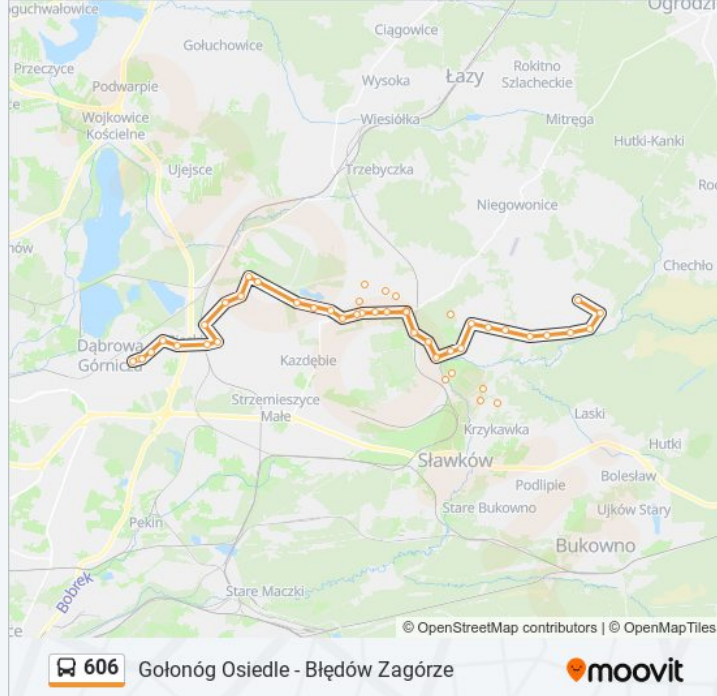 Ogrodzi
guchwałowice
Ciągowice
Gołuchowice
Przeczyce
Rokitno
Szlacheckie
Wysoka
Łazy
Podwarpie
Wojkowice
Kościelne
Wiesiółka
Mitręga
Hutki-Kanki
Ujejsce
Trzebyczka
Niegowonice
Chechło
Dąbrowa
Górnicza
Kazdębie
Strzemieszyce
Małe
Laski
Krzykawka
Hutki
Sławków
Bolesław
Podlipie
Stare Bukowno
Ujków Stary
Pekin
Bukowno
Bobrek
Stare Maczki
© OpenStreetMap contributors | © OpenMapTiles
606 Gołonóg Osiedle - Błędów Zagórze
moovit